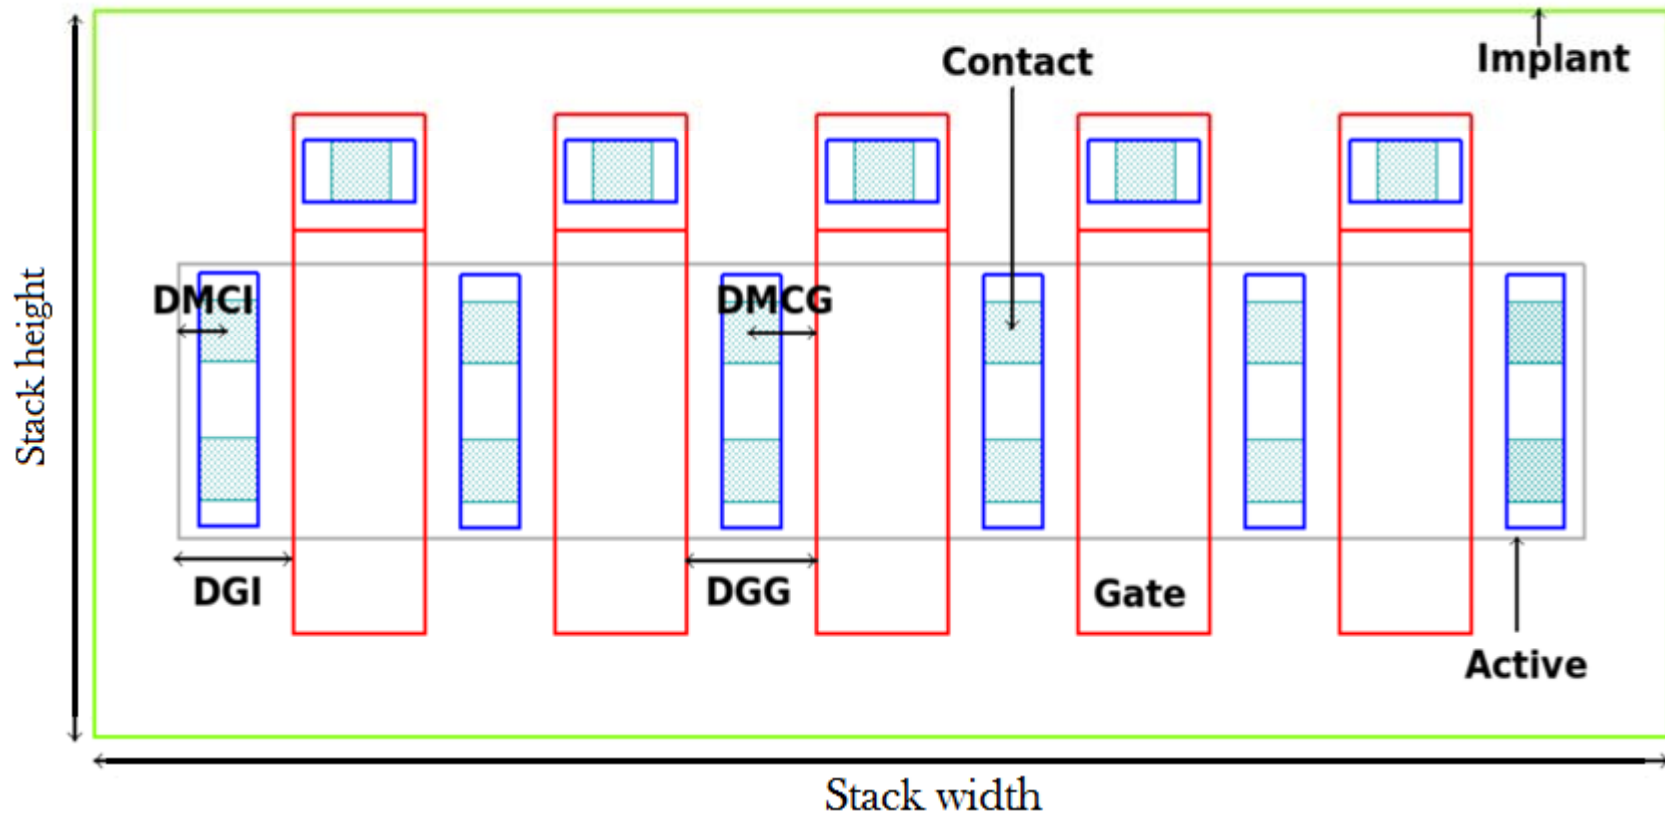 Implant
Contact
Stack height
DMCI
DMCG
DGI
DGG
Gate
Active
Stack width